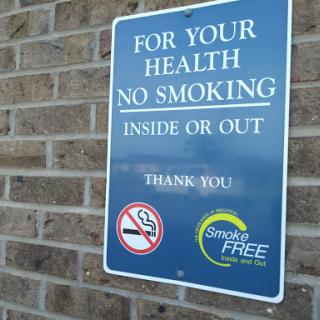 FOR YOUR
HEALTH
NO SMOKING
INSIDE OR OUT
THANK YOU
Smoke
FREE
Inside and Out